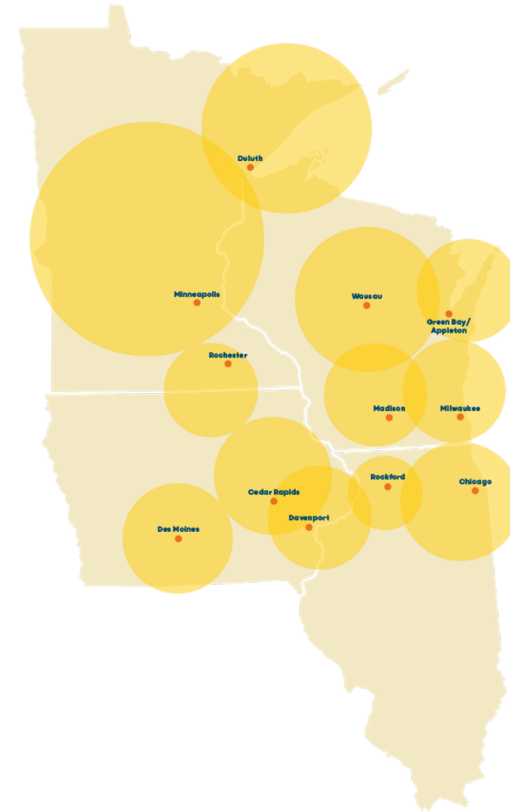 Duluth
Minneapolis
Wausau
Green Bay/
Appleton
Rochester
Madison
Milwaukee
Rockford
Chicago
Cedar Rapids
Davenport
Des Moines